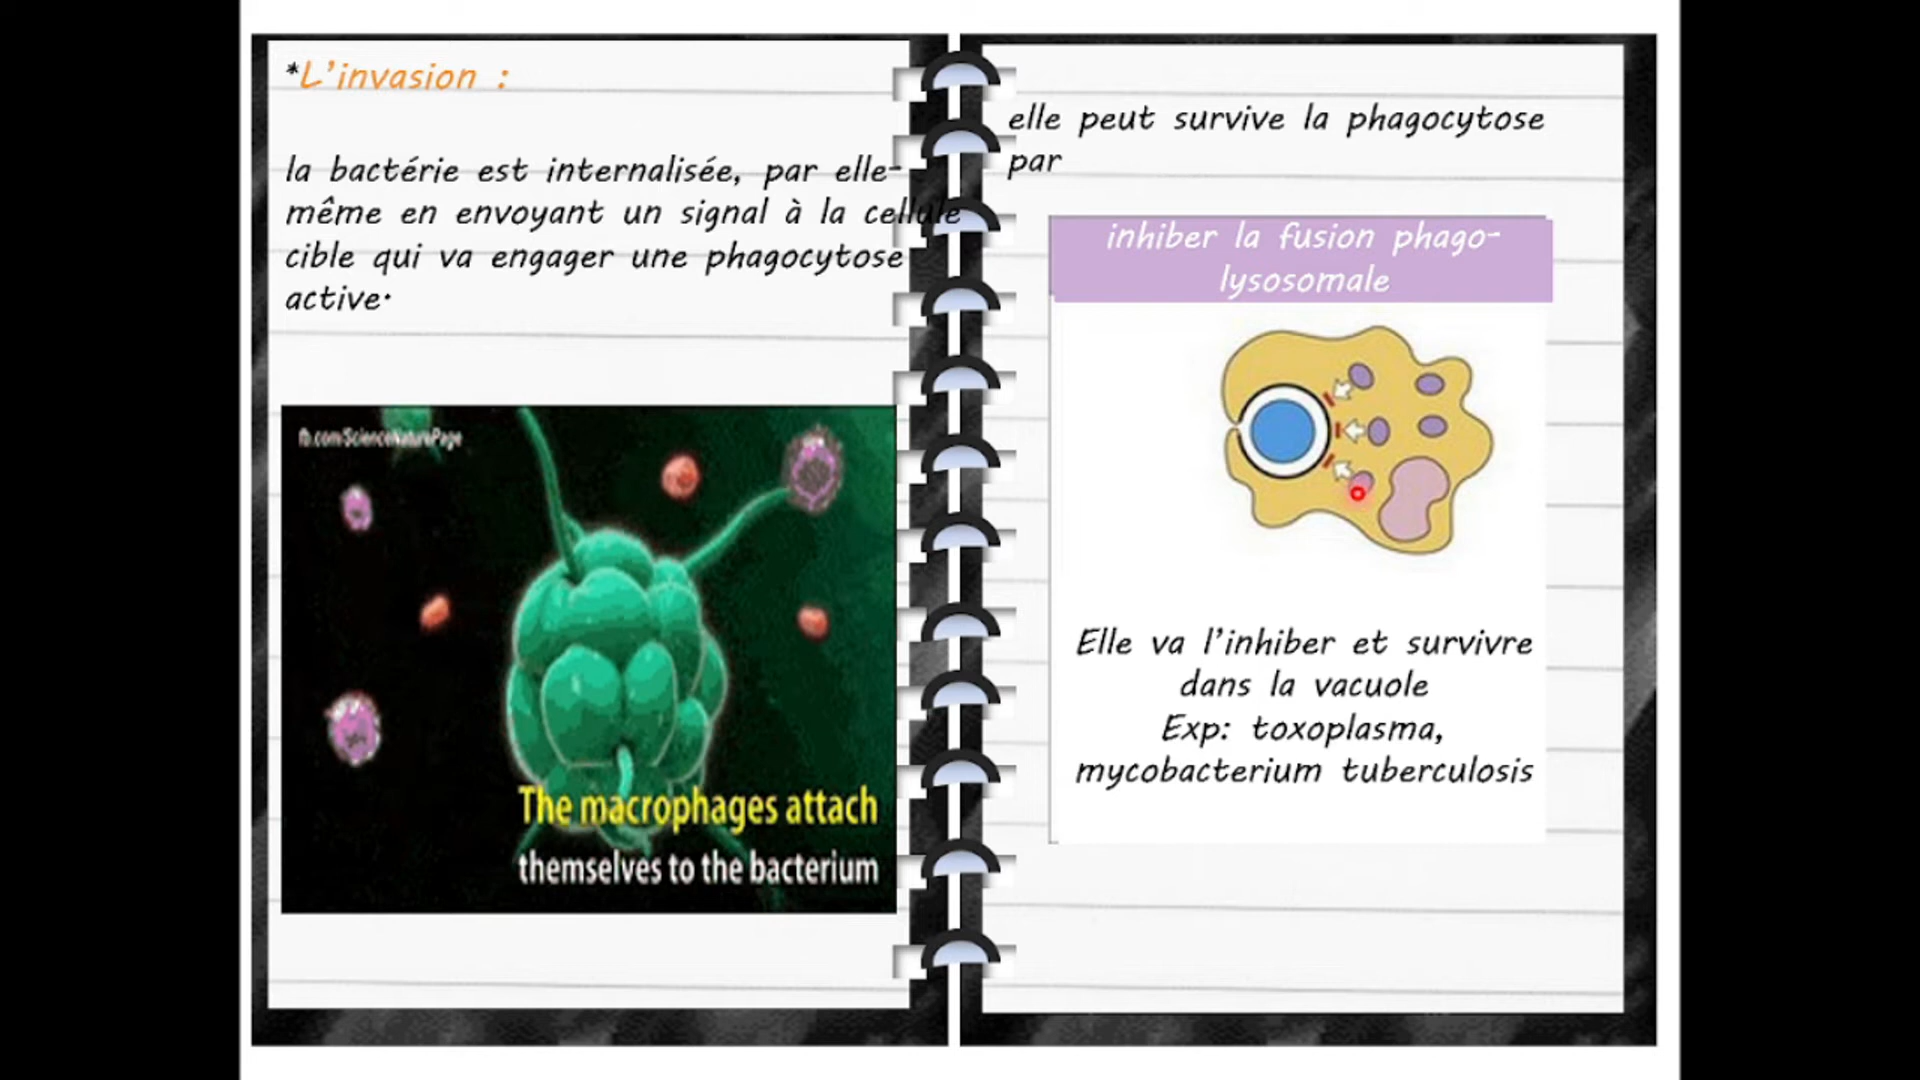 *L'invasion :
la bactérie est internalisée, par elle-
même en envoyant un signal à la cellule
cible qui va engager une phagocytose
active.
fb.com/ScienceNaturePage
The macrophages attach
themselves to the bacterium
elle peut survive la phagocytose
par
inhiber la fusion phago-
lysosomale
Elle va l'inhiber et survivre
dans la vacuole
Exp: toxoplasma,
mycobacterium tuberculosis